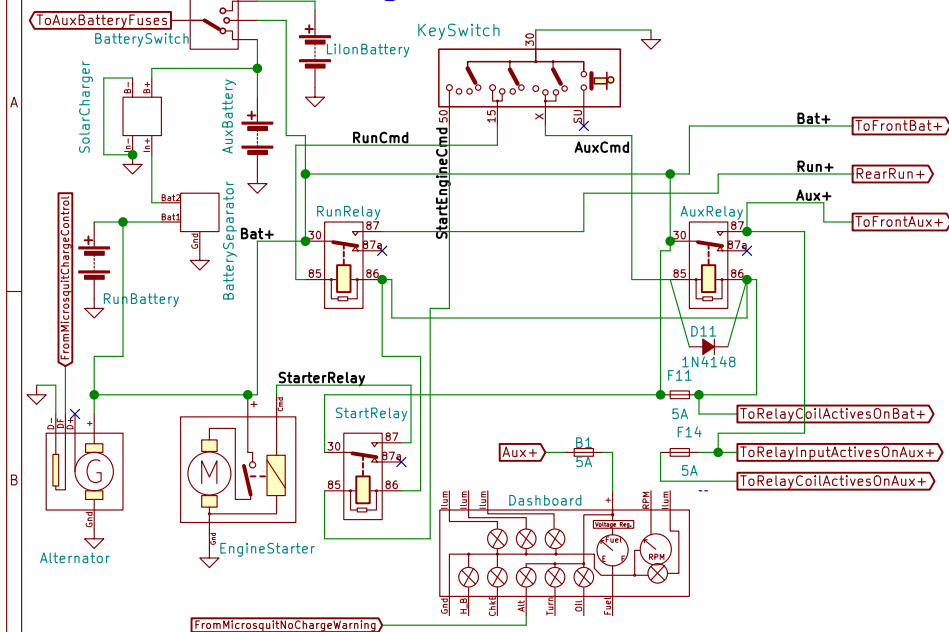 ToAuxBatteryFuses
BatterySwitch
LiIonBattery
KeySwitch
30
A
SolarCharger
B-
B+
In-
In+
AuxBattery
50
15
X
SU
RunCmd
StartEngineCmd
AuxCmd
Bat+
ToFrontBat+
Run+
RearRun+
Aux+
ToFrontAux+
FromMicrosquitChargeControl
Bat2
Bat1
Gnd
BatterySeparator
RunBattery
Bat+
RunRelay
30
87
87a
85
86
AuxRelay
30
87
87a
85
86
D11
1N4148
F11
5A
ToRelayCoilActivesOnBat+
F14
5A
ToRelayInputActivesOnAux+
ToRelayCoilActivesOnAux+
--
StarterRelay
StartRelay
30
87
87a
85
86
B
D-
DF
D+
+
G
Gnd
Alternator
+
Cmd
M
Gnd
EngineStarter
Aux+
B1
5A
Dashboard
Ilum
Ilum
Ilum
+
RPM
Ilum
Voltage Reg.
Fuel
E
F
RPM
Gnd
H_B
ChkE
Alt
Turn
OIl
Fuel
FromMicrosquitNoChargeWarning